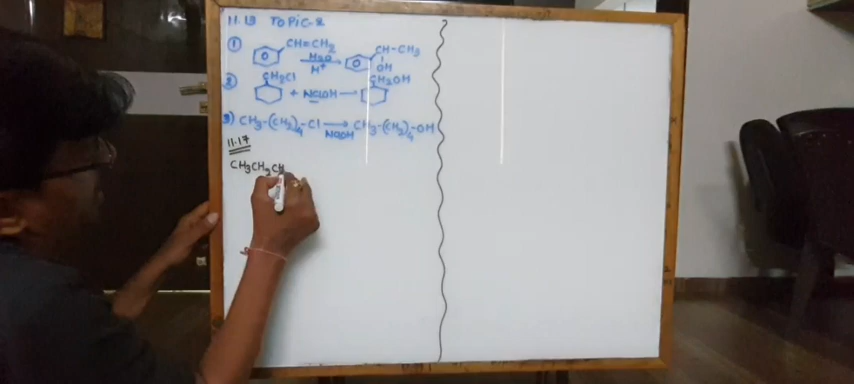 11.13 TOPiC-2
① CH=CH2 H2O H+ CH-CH3 OH
② CH2Cl + NaOH → CH2OH
3) CH3-(CH2)4-Cl → NaOH CH3-(CH2)4-OH
11.17
CH3CH2CH